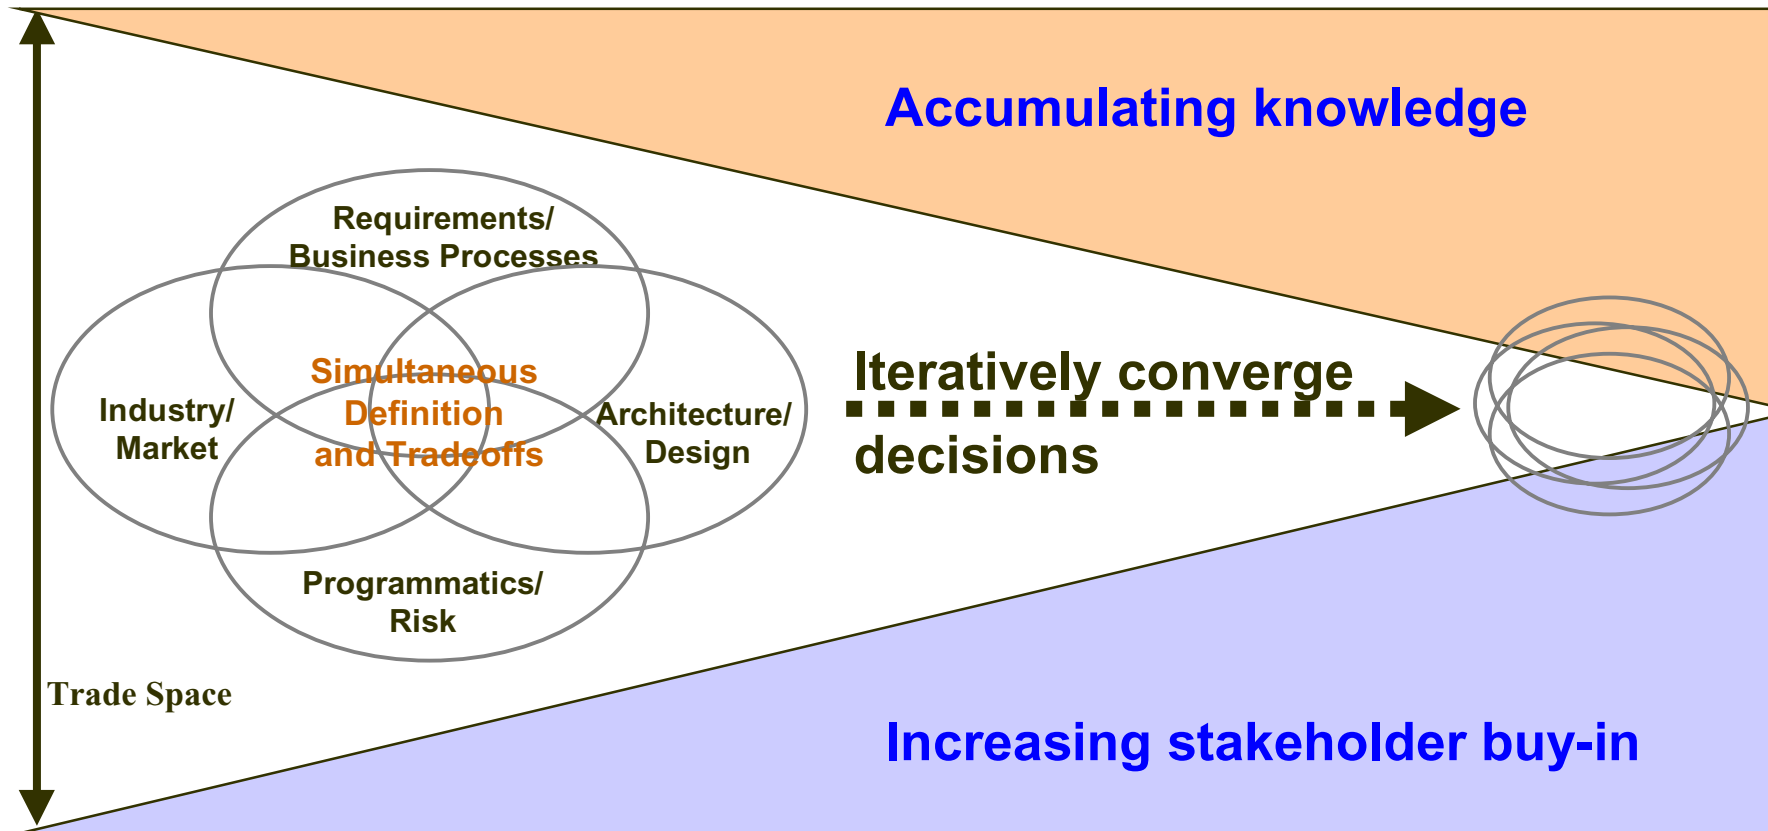 Accumulating knowledge
Requirements/
Business Processes
Industry/
Market
Simultaneous
Definition
and Tradeoffs
Architecture/
Design
Programmatics/
Risk
Iteratively converge
decisions
Trade Space
Increasing stakeholder buy-in